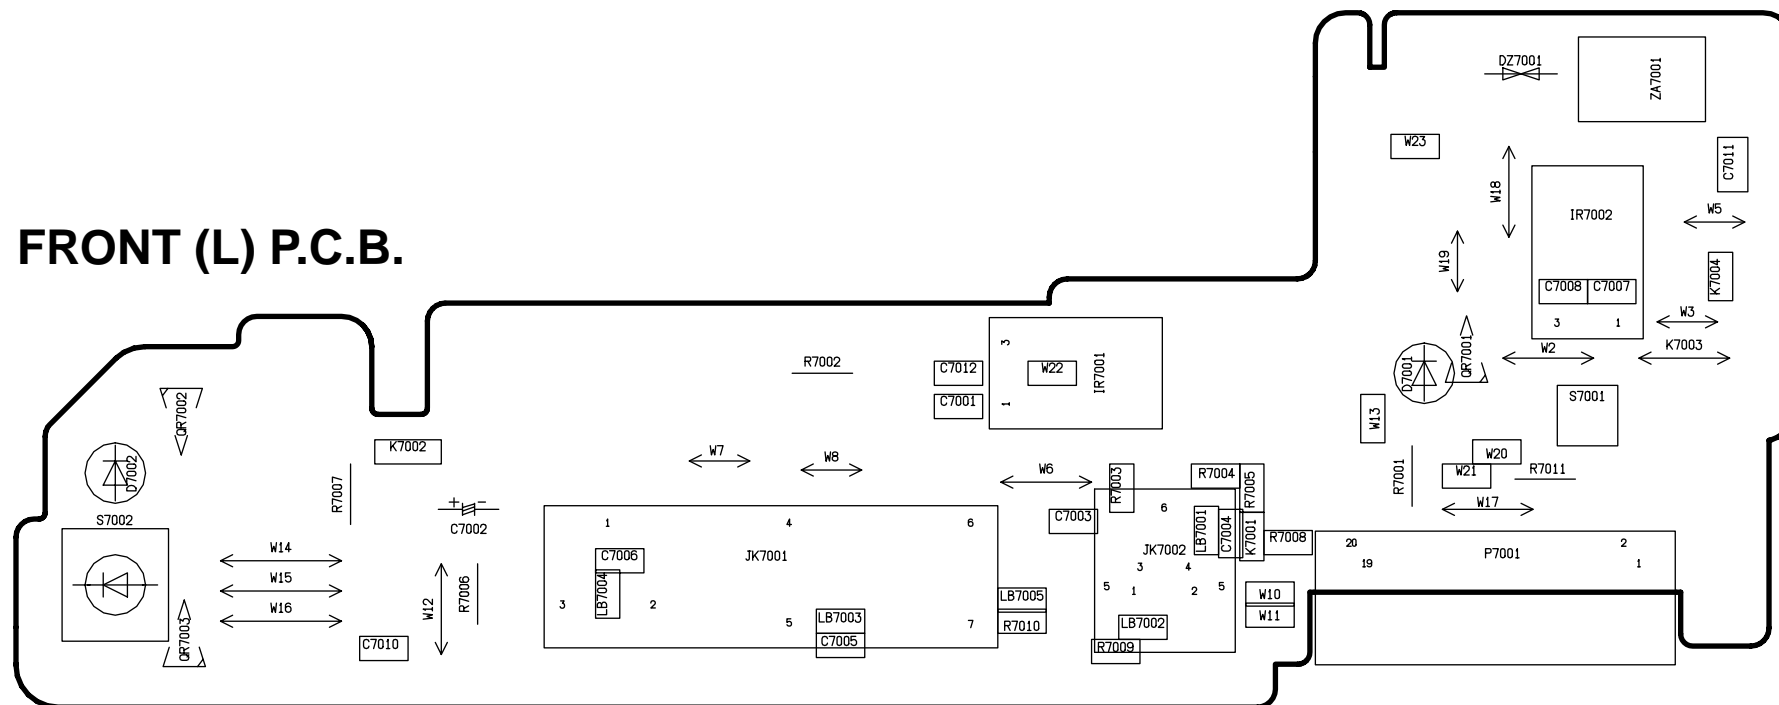 DZ7001
ZA7001
W23
C7011
W18
IR7002
W5
FRONT (L) P.C.B.
W19
K7004
C7008
C7007
3
1
W3
3
R7002
C7012
W22
IR7001
W2
K7003
QR7001
D7001
QR7002
C7001
1
S7001
W13
K7002
W7
W8
W6
W20
D7002
R7007
R7003
R7004
R7005
R7001
W21
R7011
+
-
C7002
W17
S7002
1
4
6
C7003
6
LB7001
C7004
K7001
R7008
20
2
W14
C7006
JK7001
JK7002
P7001
3
4
19
1
W15
LB7004
5
1
2
5
W10
W16
W12
R7006
3
2
LB7005
W11
5
LB7003
7
R7010
LB7002
QR7003
C7010
C7005
R7009